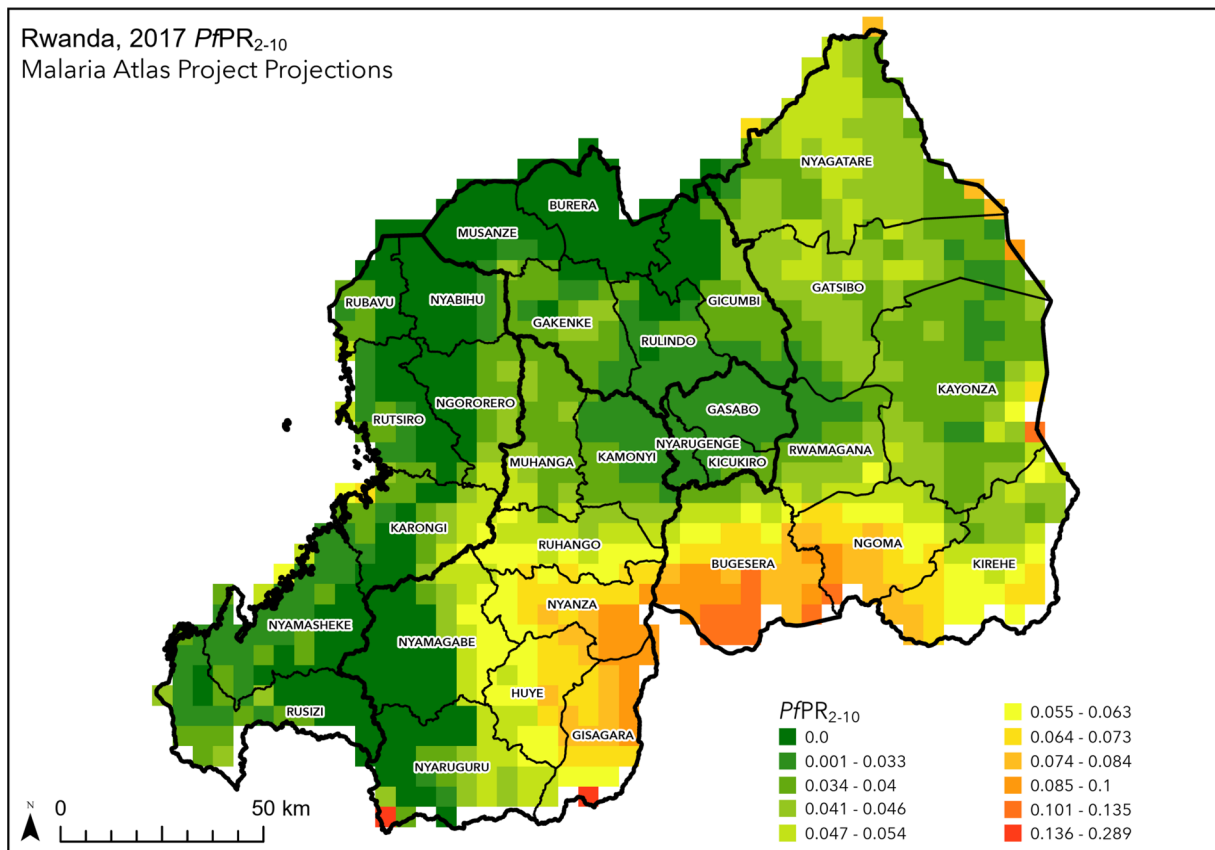 Rwanda, 2017 PfPR2-10
Malaria Atlas Project Projections
NYAGATARE
BURERA
MUSANZE
GATSIBO
RUBAVU
NYABIHU
GICUMBI
GAKENKE
RULINDO
KAYONZA
NGORORERO
GASABO
RUTSIRO
NYARUGENGE
RWAMAGANA
MUHANGA
KAMONYI
KICUKIRO
KARONGI
RUHANGO
NGOMA
BUGESERA
KIREHE
NYANZA
NYAMASHEKE
NYAMAGABE
HUYE
RUSIZI
GISAGARA
NYARUGURU
PfPR2-10
0.0
0.001 - 0.033
0.034 - 0.04
0.041 - 0.046
0.047 - 0.054
0.055 - 0.063
0.064 - 0.073
0.074 - 0.084
0.085 - 0.1
0.101 - 0.135
0.136 - 0.289
N
0 50 km